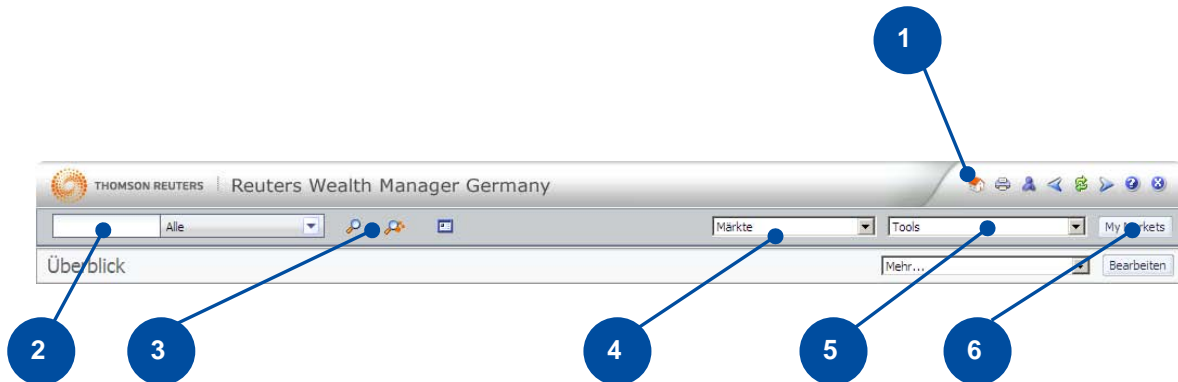 1
THOMSON REUTERS Reuters Wealth Manager Germany
Alle Märkte Tools My Markets
Überblick Mehr... Bearbeiten
2 3 4 5 6